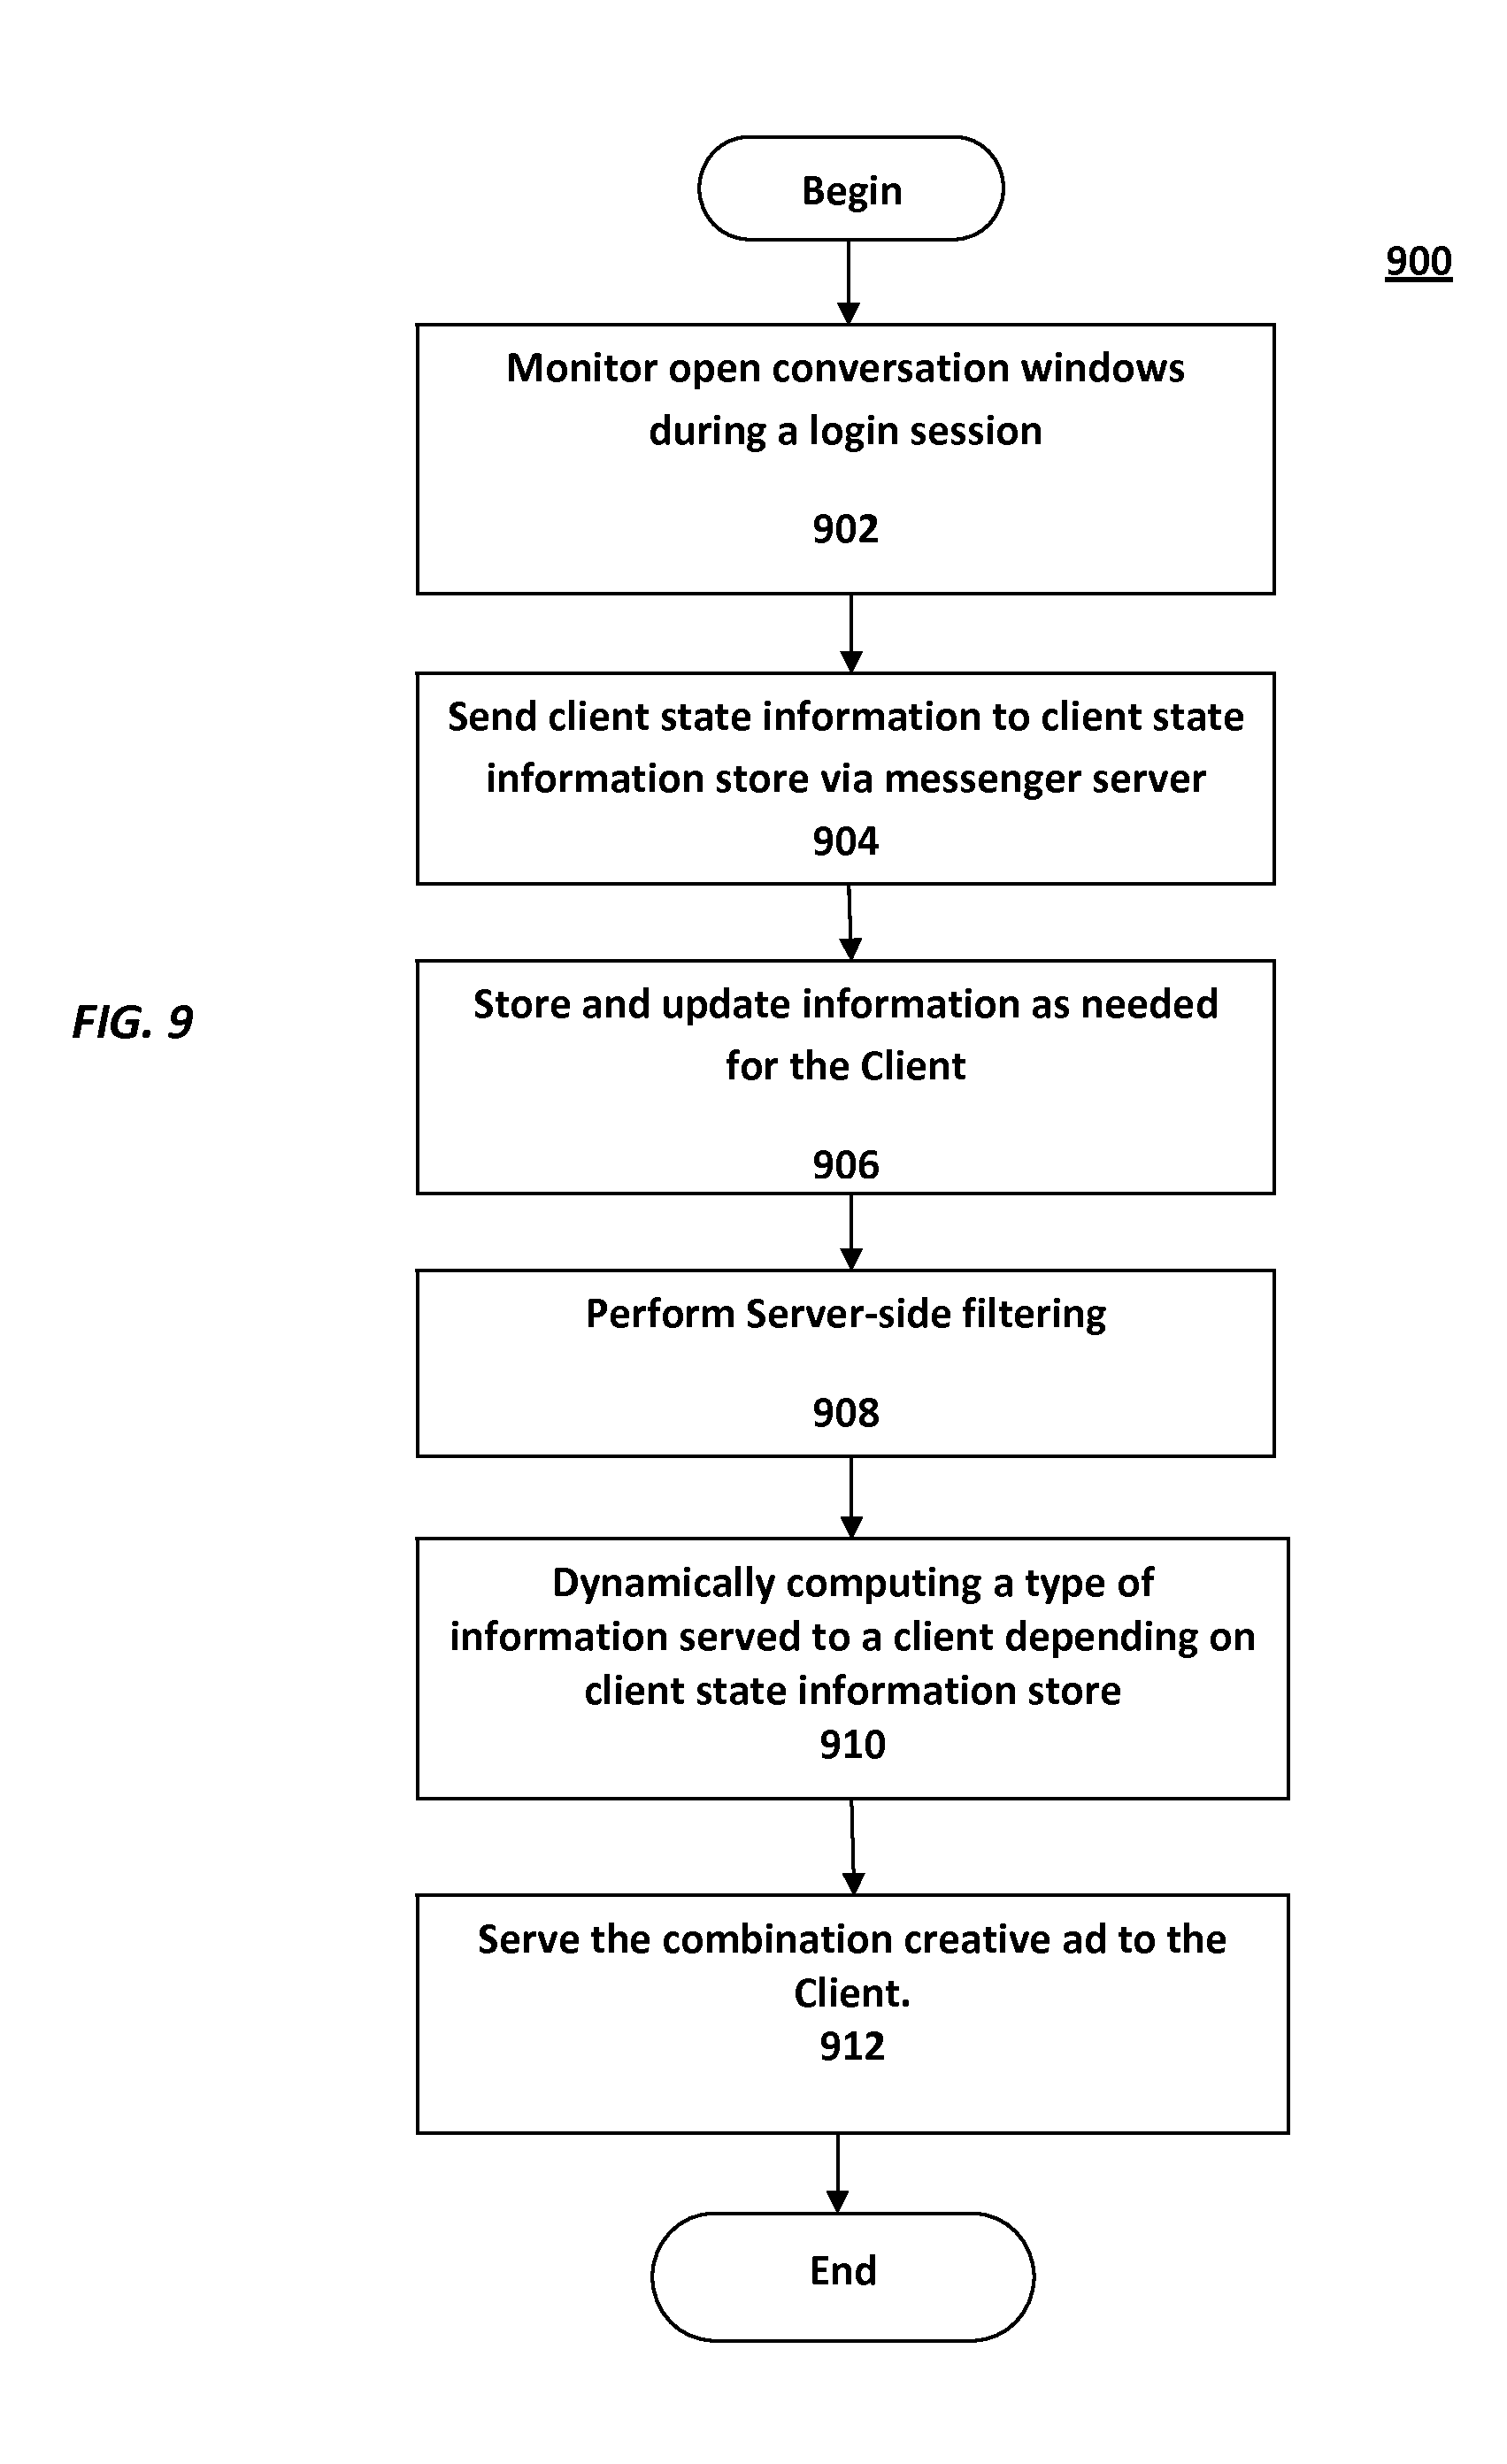 Begin
900
Monitor open conversation windows
during a login session
902
Send client state information to client state
information store via messenger server
904
FIG. 9
Store and update information as needed
for the Client
906
Perform Server-side filtering
908
Dynamically computing a type of
information served to a client depending on
client state information store
910
Serve the combination creative ad to the
Client.
912
End